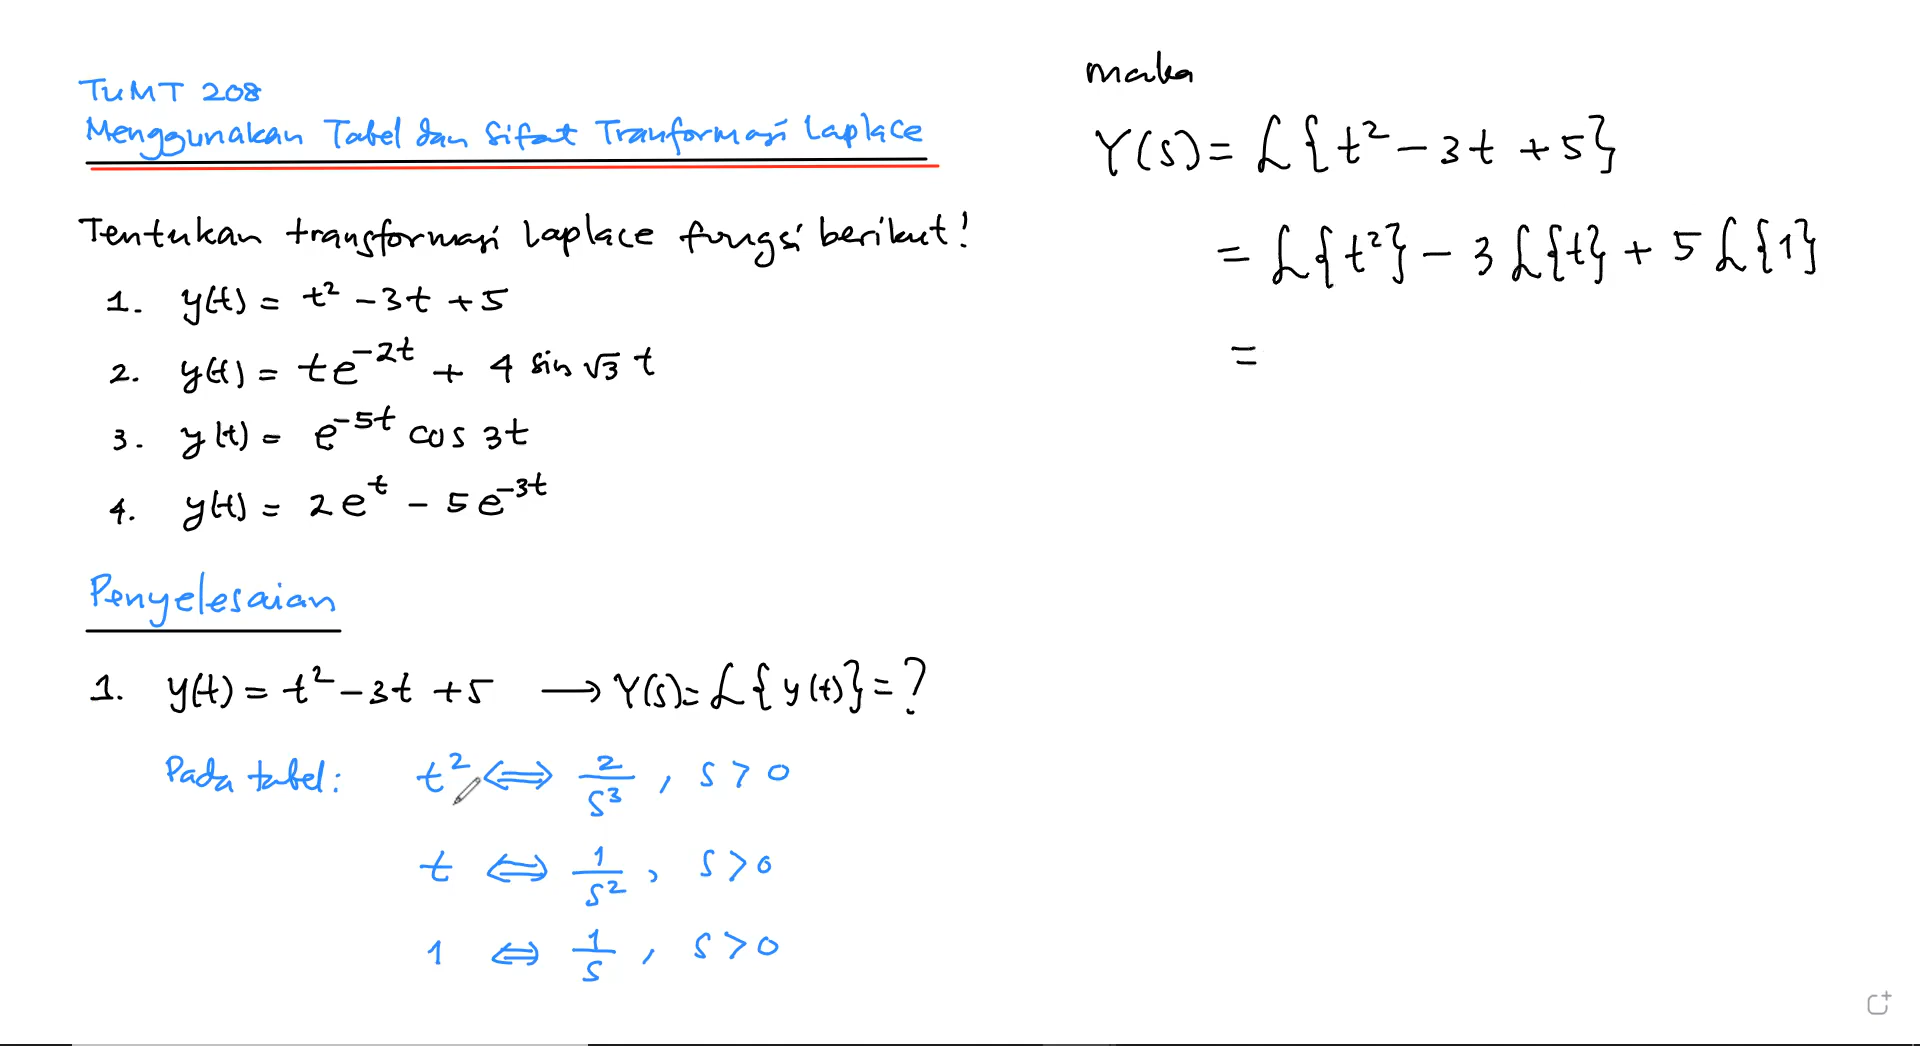 TUMT 208
Menggunakan Tabel dan Sifat Tranformasi Laplace
Tentukan transformasi Laplace fungsi berikut!
1. y(t) = t² - 3t + 5
2. y(t) = te⁻²ᵗ + 4 sin √3 t
3. y(t) = e⁻⁵ᵗ cos 3t
4. y(t) = 2eᵗ - 5e⁻³ᵗ
Penyelesaian
1. y(t) = t² - 3t + 5 → Y(s) = ℒ{y(t)} = ?
Pada tabel: t² ⇔ 2/s³ , s > 0
t ⇔ 1/s² , s > 0
1 ⇔ 1/s , s > 0
maka
Y(s) = ℒ{t² - 3t + 5}
= ℒ{t²} - 3 ℒ{t} + 5 ℒ{1}
=